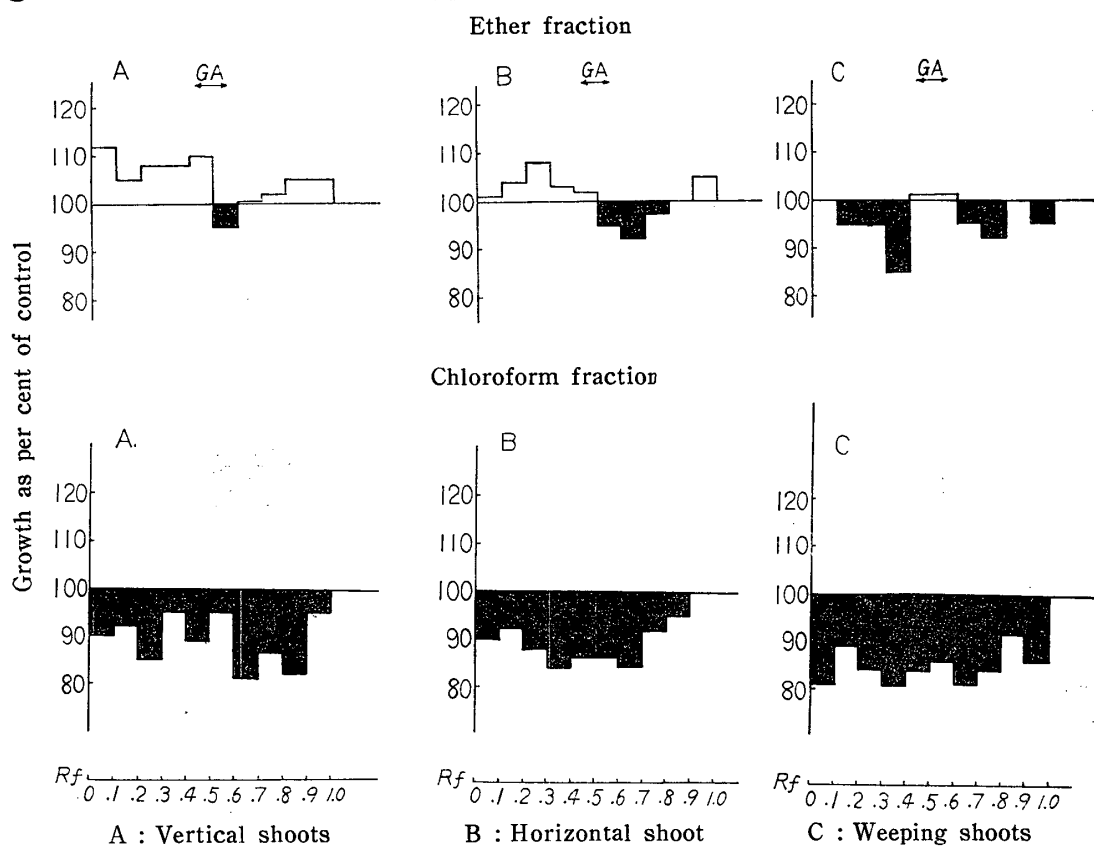 Ether fraction
A GA B GA C GA
120 120 120
110 110 110
100 100 100
90 90 90
80 80 80
Growth as per cent of control
Chloroform fraction
A. B C
120 120 120
110 110 110
100 100 100
90 90 90
80 80 80
Rf .0 .1 .2 .3 .4 .5 .6 .7 .8 .9 1.0 .0 .1 .2 .3 .4 .5 .6 .7 .8 .9 1.0 .0 .1 .2 .3 .4 .5 .6 .7 .8 .9 1.0
A : Vertical shoots B : Horizontal shoot C : Weeping shoots